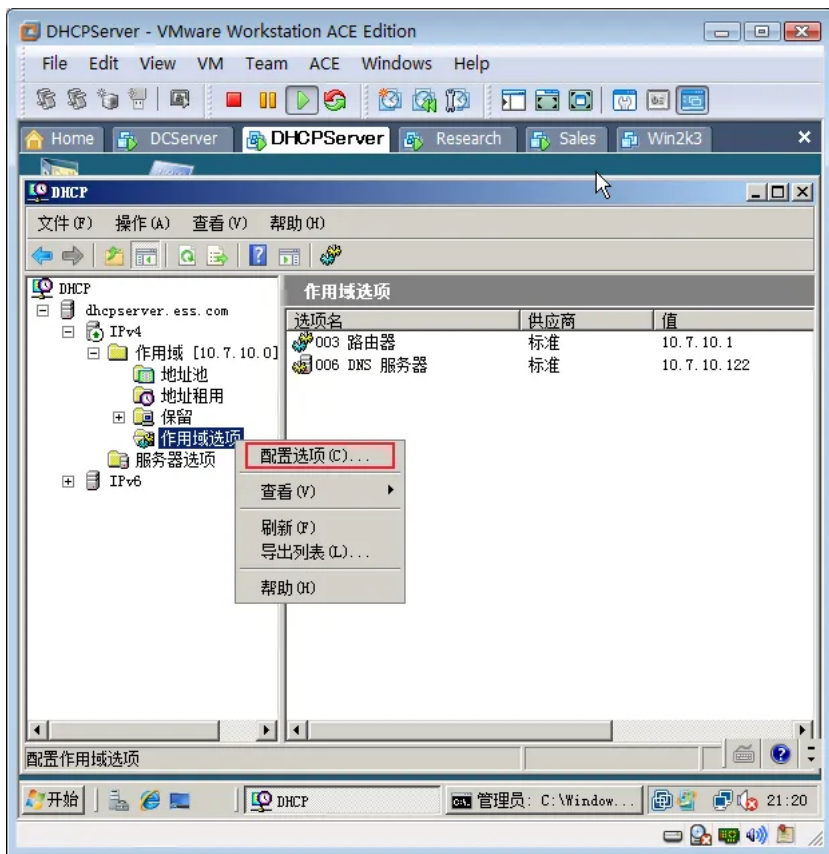 DHCPServer - VMware Workstation ACE Edition
File Edit View VM Team ACE Windows Help
Home DCServer DHCPServer Research Sales Win2k3
DHCP
文件(F) 操作(A) 查看(V) 帮助(H)
DHCP
dhcpserver.ess.com
IPv4
作用域 [10.7.10.0]
地址池
地址租用
保留
作用域选项
服务器选项
IPv6
作用域选项
选项名 供应商 值
003 路由器 标准 10.7.10.1
006 DNS 服务器 标准 10.7.10.122
配置选项(C)...
查看(V)
刷新(F)
导出列表(L)...
帮助(H)
配置作用域选项
开始 DHCP 管理员: C:\Window... 21:20